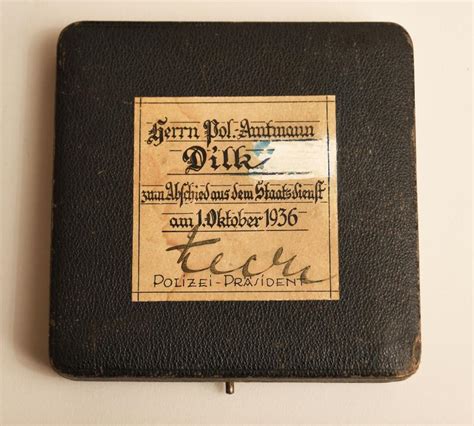 Herrn Pol.-Amtmann
Dilk
zum Abschied aus dem Staatsdienst
am 1. Oktober 1936
POLIZEI-PRÄSIDENT